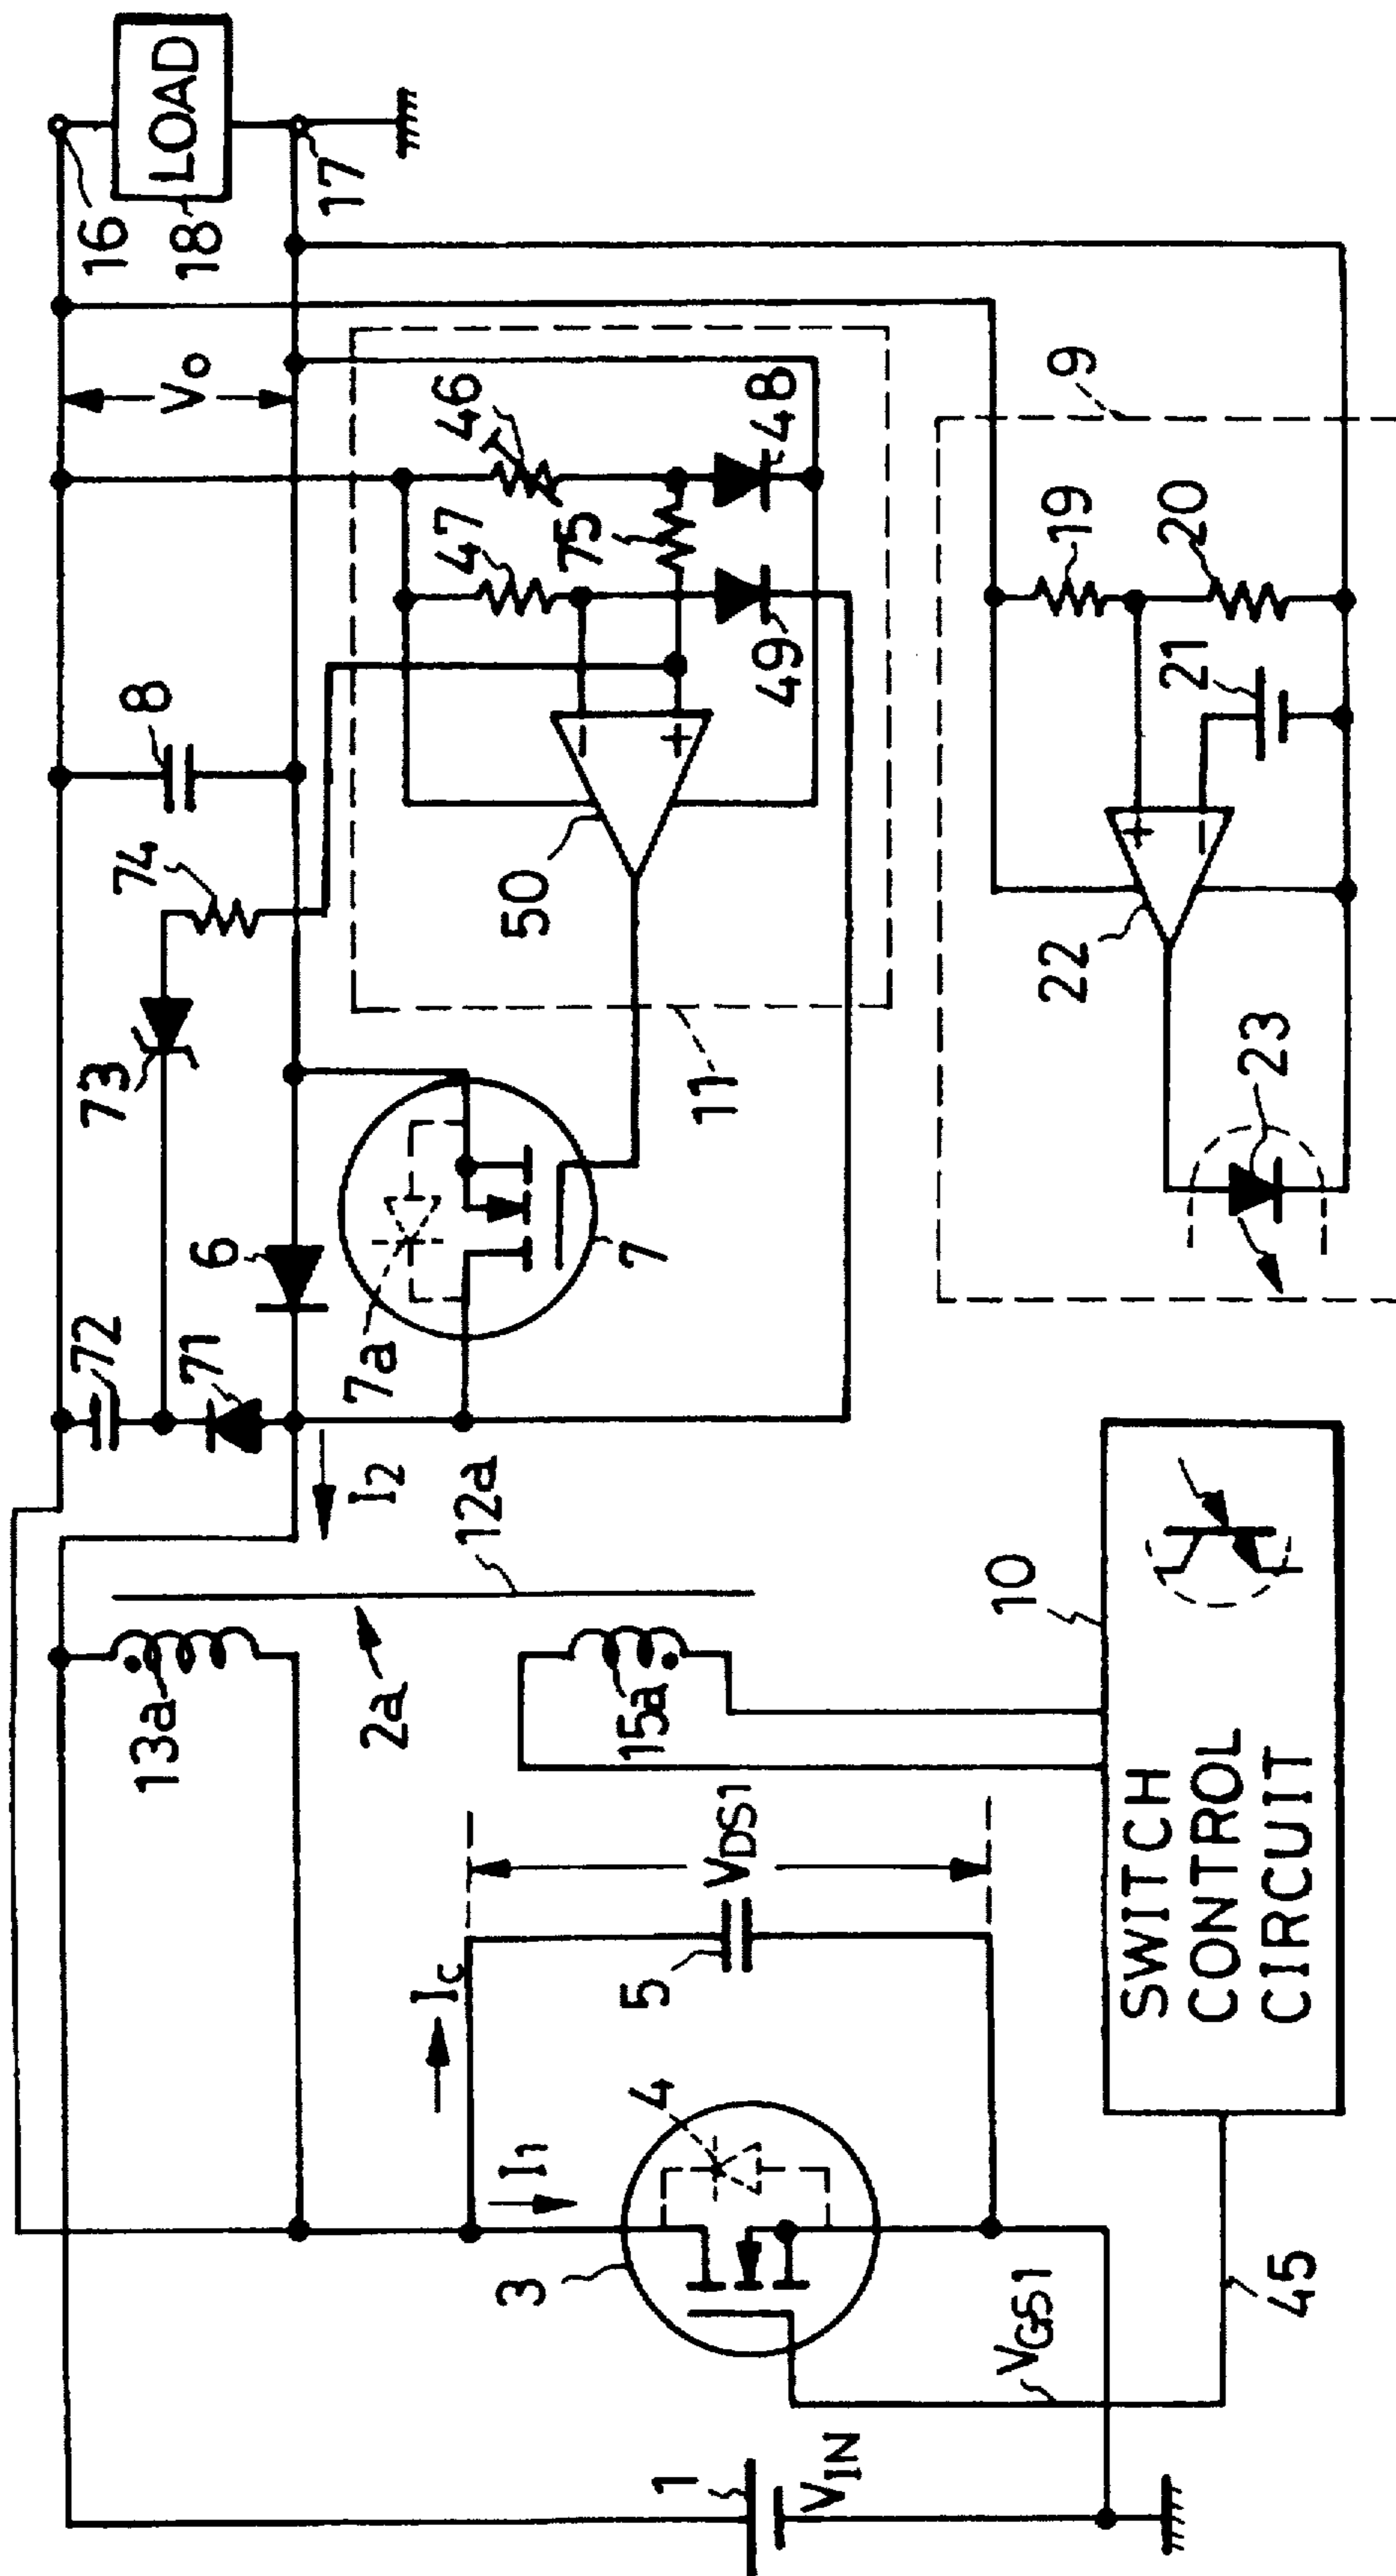 LOAD
16
18
17
Vo
8
74
73
72
71
6
I2
7a
7
46
47
75
48
49
50
11
12a
13a
2a
15a
9
19
20
21
22
23
10
SWITCH
CONTROL
CIRCUIT
VDS1
5
Ic
I1
4
3
VGS1
45
1
VIN